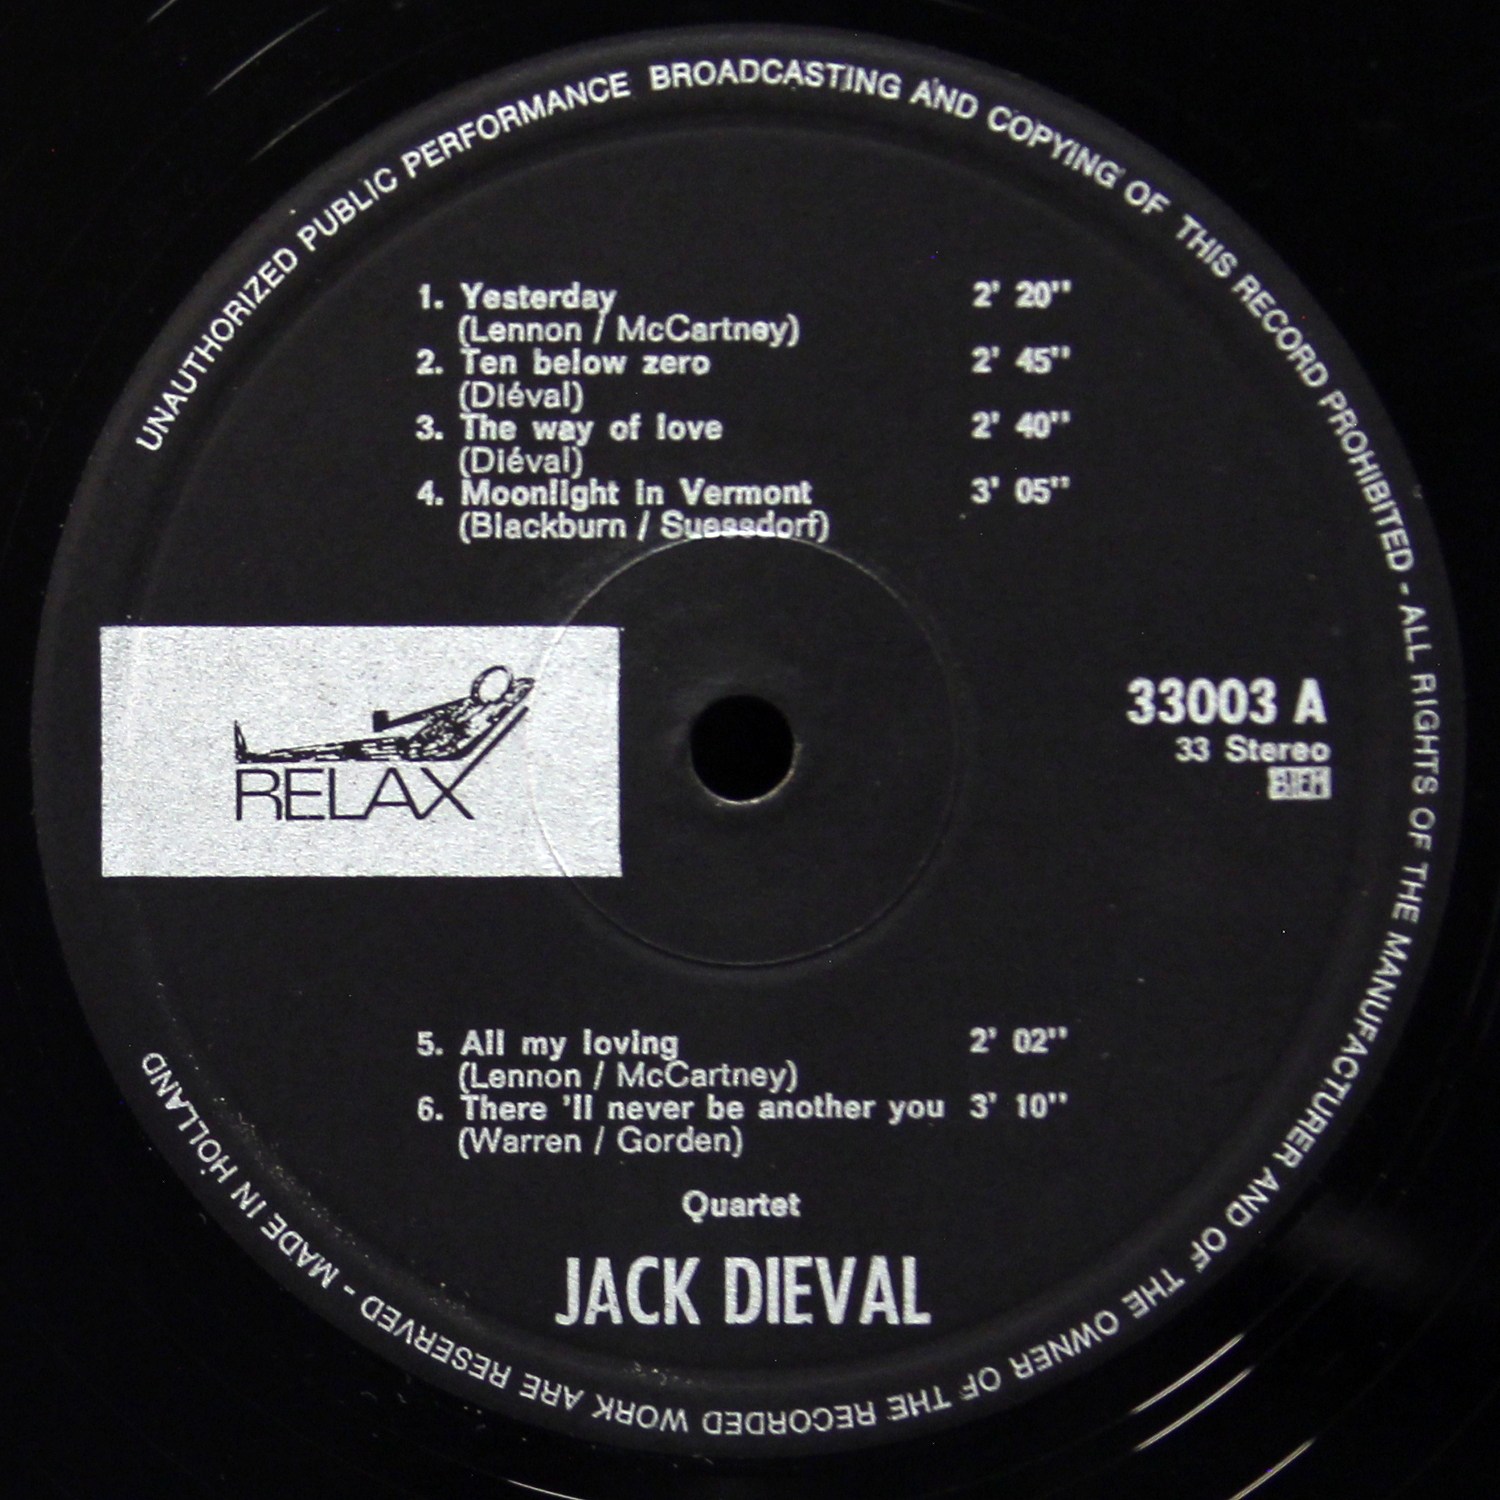 UNAUTHORIZED PUBLIC PERFORMANCE BROADCASTING AND COPYING OF THIS RECORD PROHIBITED - ALL RIGHTS OF THE MANUFACTURER AND OF THE OWNER OF THE RECORDED WORK ARE RESERVED - MADE IN HOLLAND
1. Yesterday 2' 20''
(Lennon / McCartney)
2. Ten below zero 2' 45''
(Diéval)
3. The way of love 2' 40''
(Diéval)
4. Moonlight in Vermont 3' 05''
(Blackburn / Suessdorf)
RELAX
33003 A
33 Stereo
BIEM
5. All my loving 2' 02''
(Lennon / McCartney)
6. There 'll never be another you 3' 10''
(Warren / Gorden)
Quartet
JACK DIEVAL